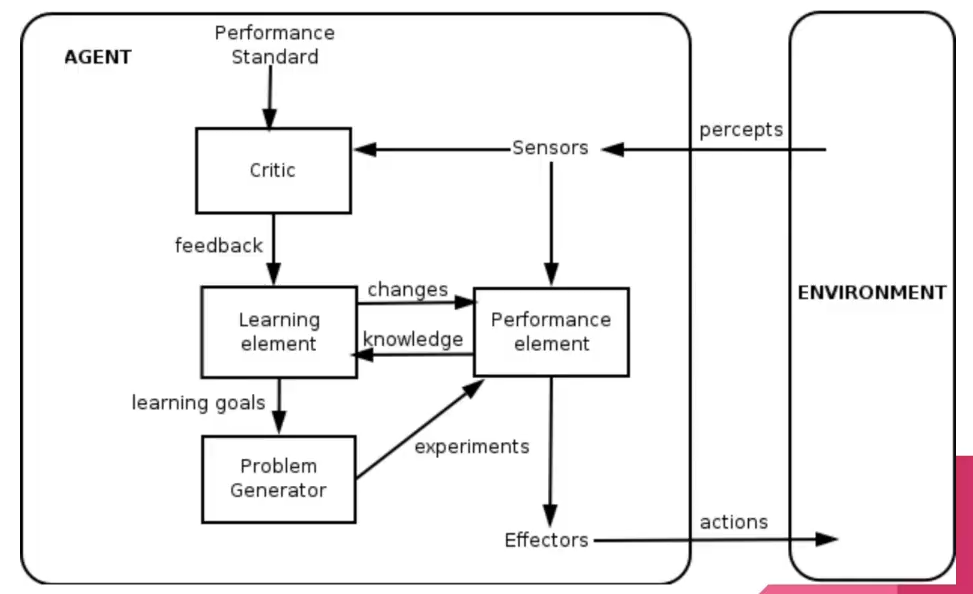 AGENT
Performance
Standard
percepts
Sensors
Critic
feedback
changes
ENVIRONMENT
Learning
element
Performance
element
knowledge
learning goals
experiments
Problem
Generator
actions
Effectors